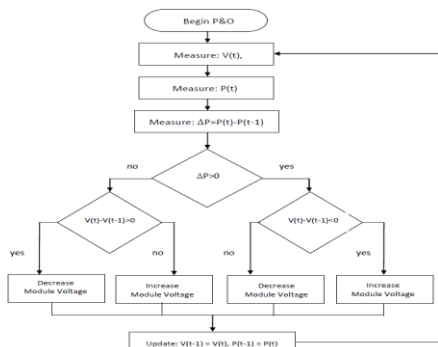 Begin P&O
Measure: V(t),
Measure: P(t)
Measure: ΔP=P(t)-P(t-1)
ΔP>0
no
yes
V(t)-V(t-1)>0
V(t)-V(t-1)<0
yes
no
no
yes
Decrease
Module Voltage
Increase
Module Voltage
Decrease
Module Voltage
Increase
Module Voltage
Update: V(t-1) = V(t), P(t-1) = P(t)